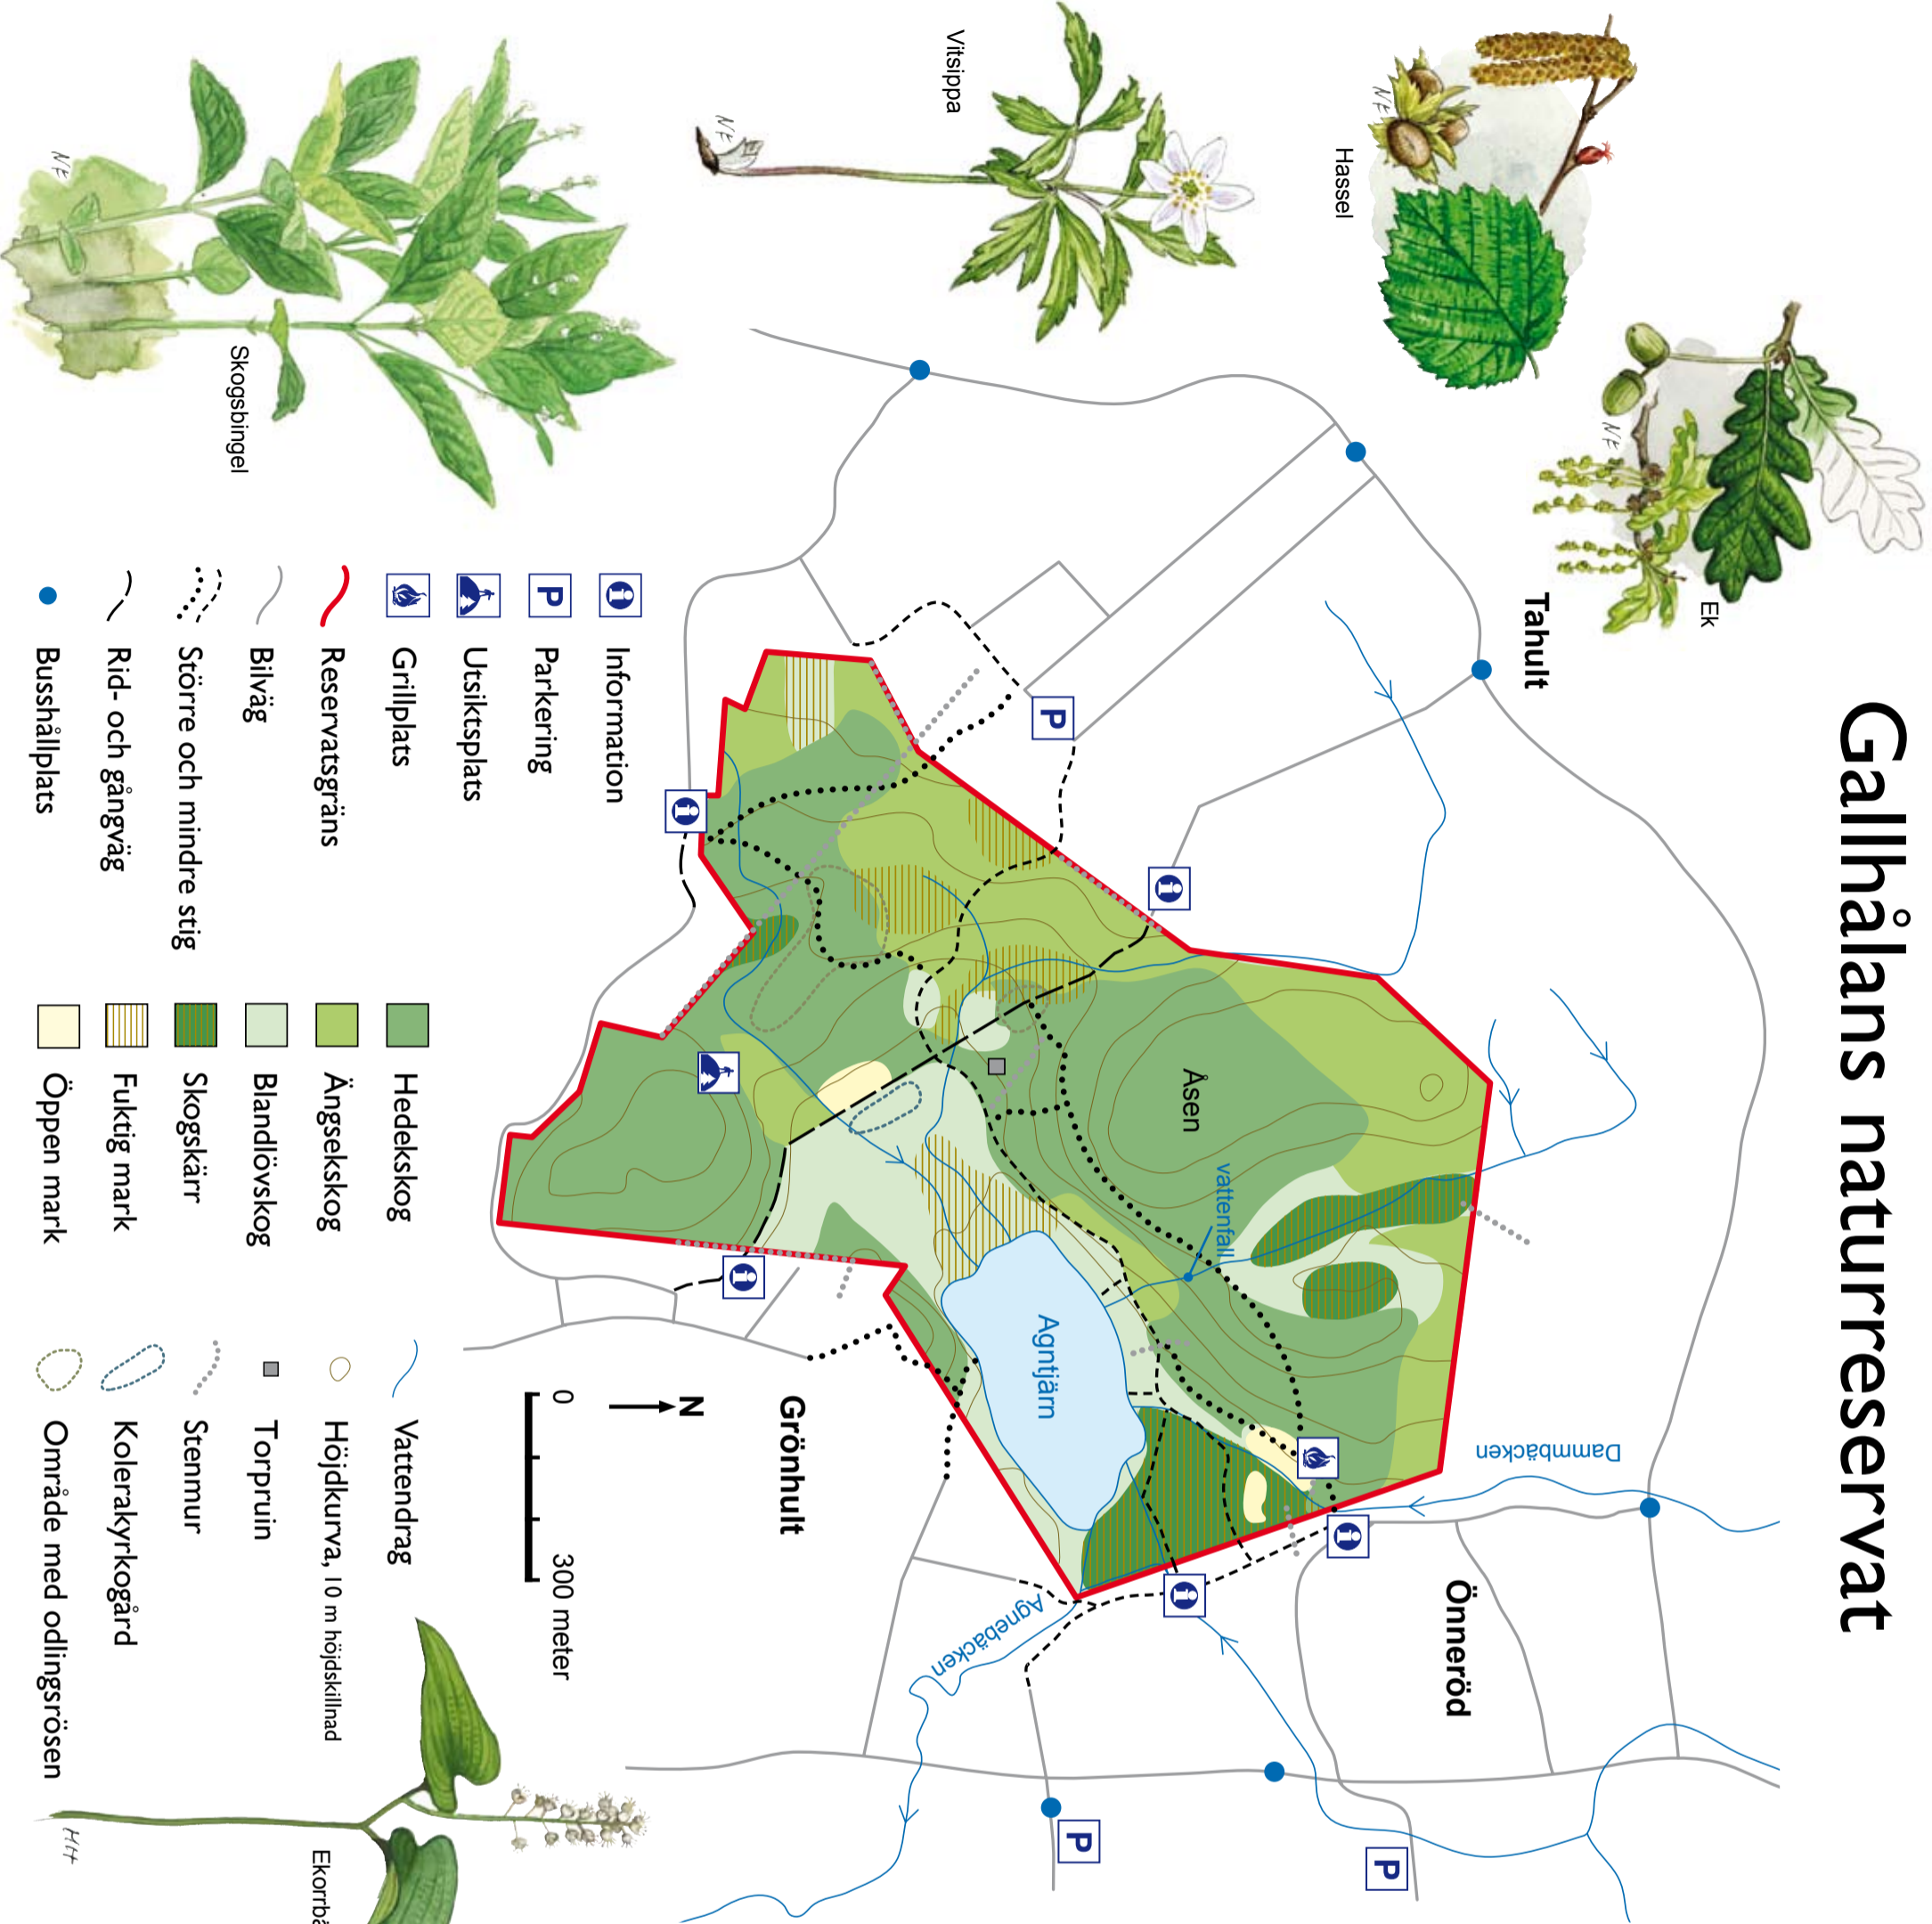 Gallhålans naturreservat
Ek
Hassel
Vitsippa
Skogsbingel
Tahult
Åsen
vattenfall
Agntjärn
Dammbäcken
Agnebäcken
Önneröd
Grönhult
P
P
P
N
0
300 meter
Information
P
Parkering
Utsiktsplats
Grillplats
Reservatsgräns
Bilväg
Större och mindre stig
Rid- och gångväg
Busshållplats
Hedekskog
Ängsekskog
Blandlövskog
Skogskärr
Fuktig mark
Öppen mark
Vattendrag
Höjdkurva, 10 m höjdskillnad
Torpruin
Stenmur
Kolerakyrkogård
Område med odlingsrösen